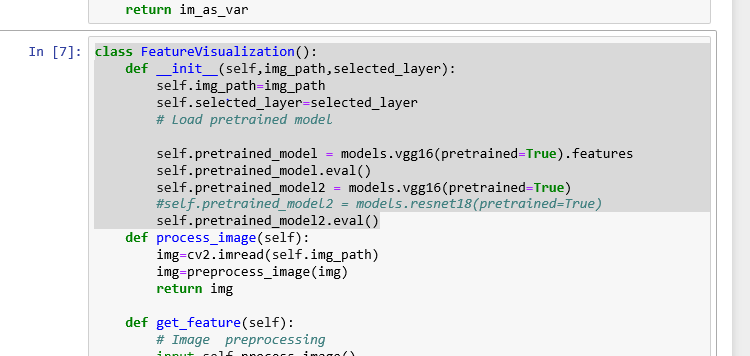 return im_as_var
In [7]: class FeatureVisualization():
    def __init__(self,img_path,selected_layer):
        self.img_path=img_path
        self.selected_layer=selected_layer
        # Load pretrained model

        self.pretrained_model = models.vgg16(pretrained=True).features
        self.pretrained_model.eval()
        self.pretrained_model2 = models.vgg16(pretrained=True)
        #self.pretrained_model2 = models.resnet18(pretrained=True)
        self.pretrained_model2.eval()
    def process_image(self):
        img=cv2.imread(self.img_path)
        img=preprocess_image(img)
        return img

    def get_feature(self):
        # Image  preprocessing
        input=self.process_image()